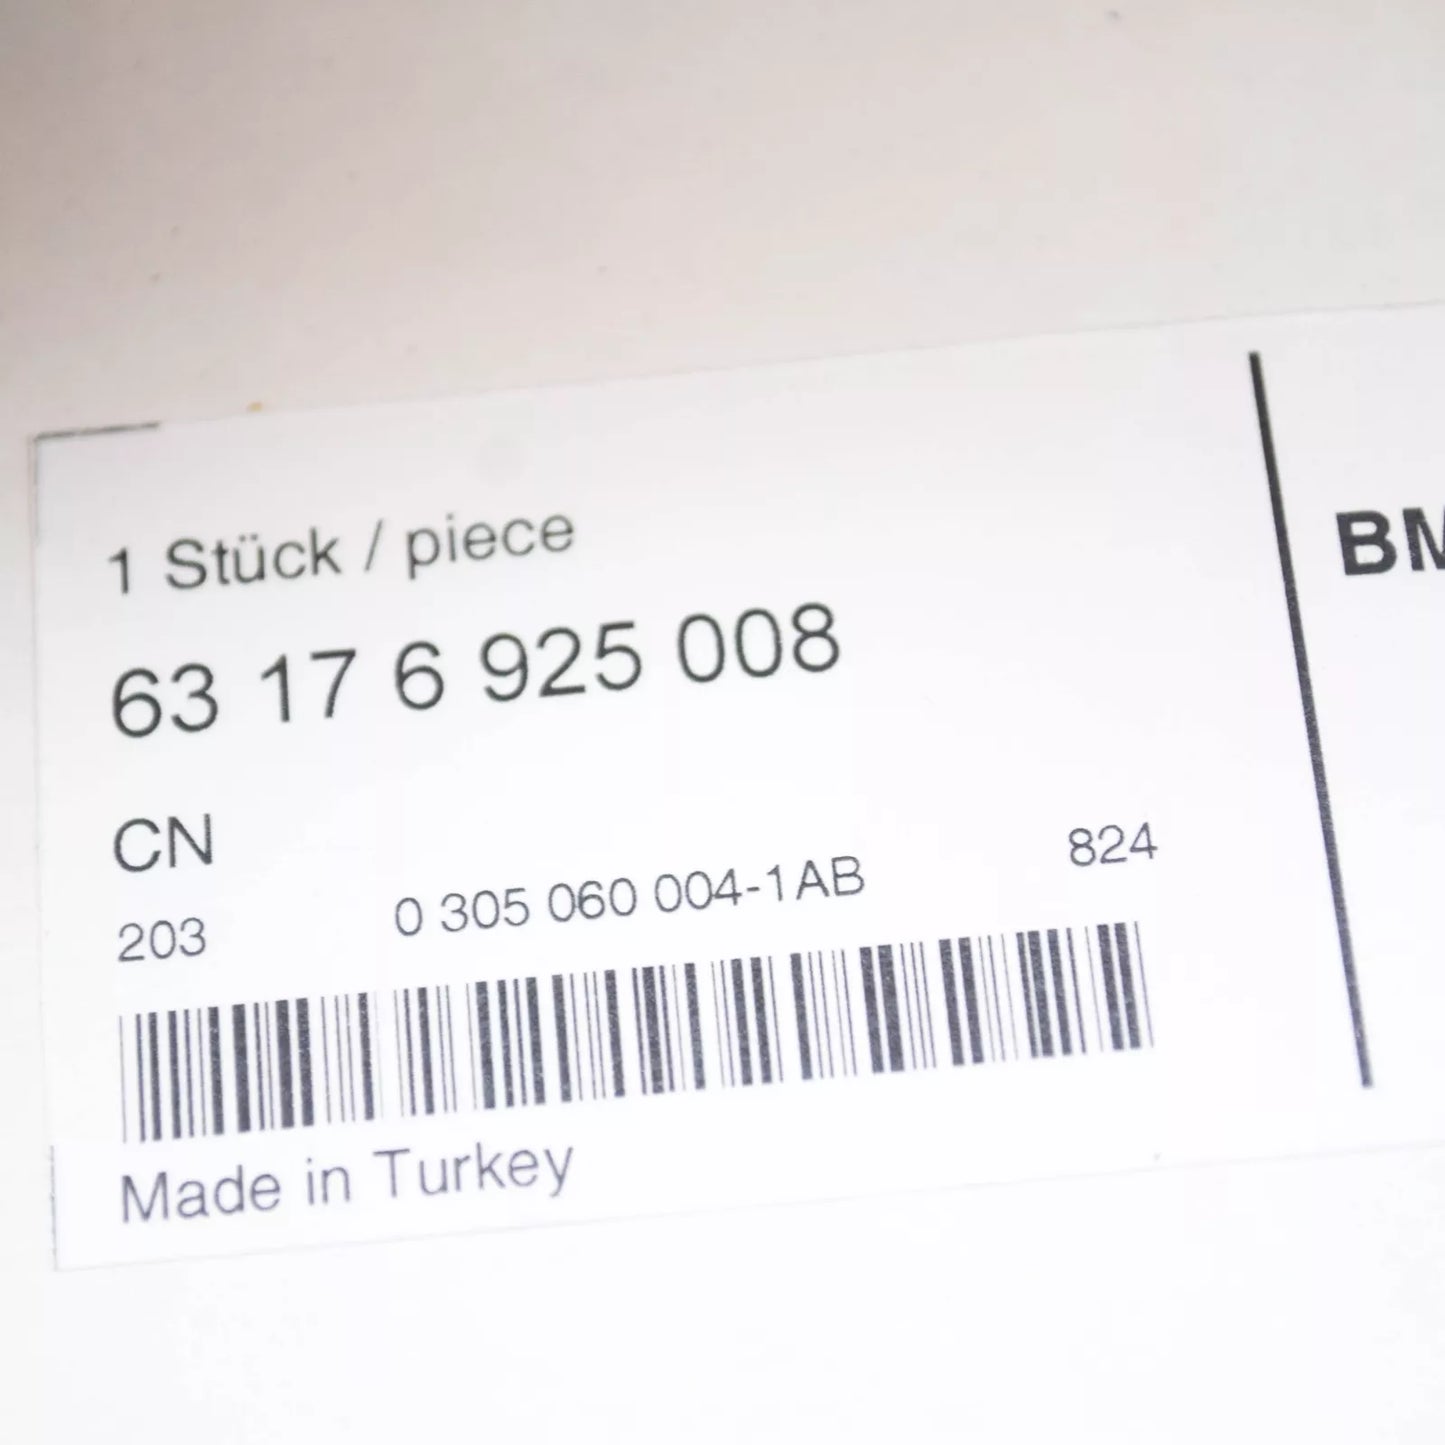 1 Stück / piece
63 17 6 925 008
CN
203 0 305 060 004-1AB 824
Made in Turkey